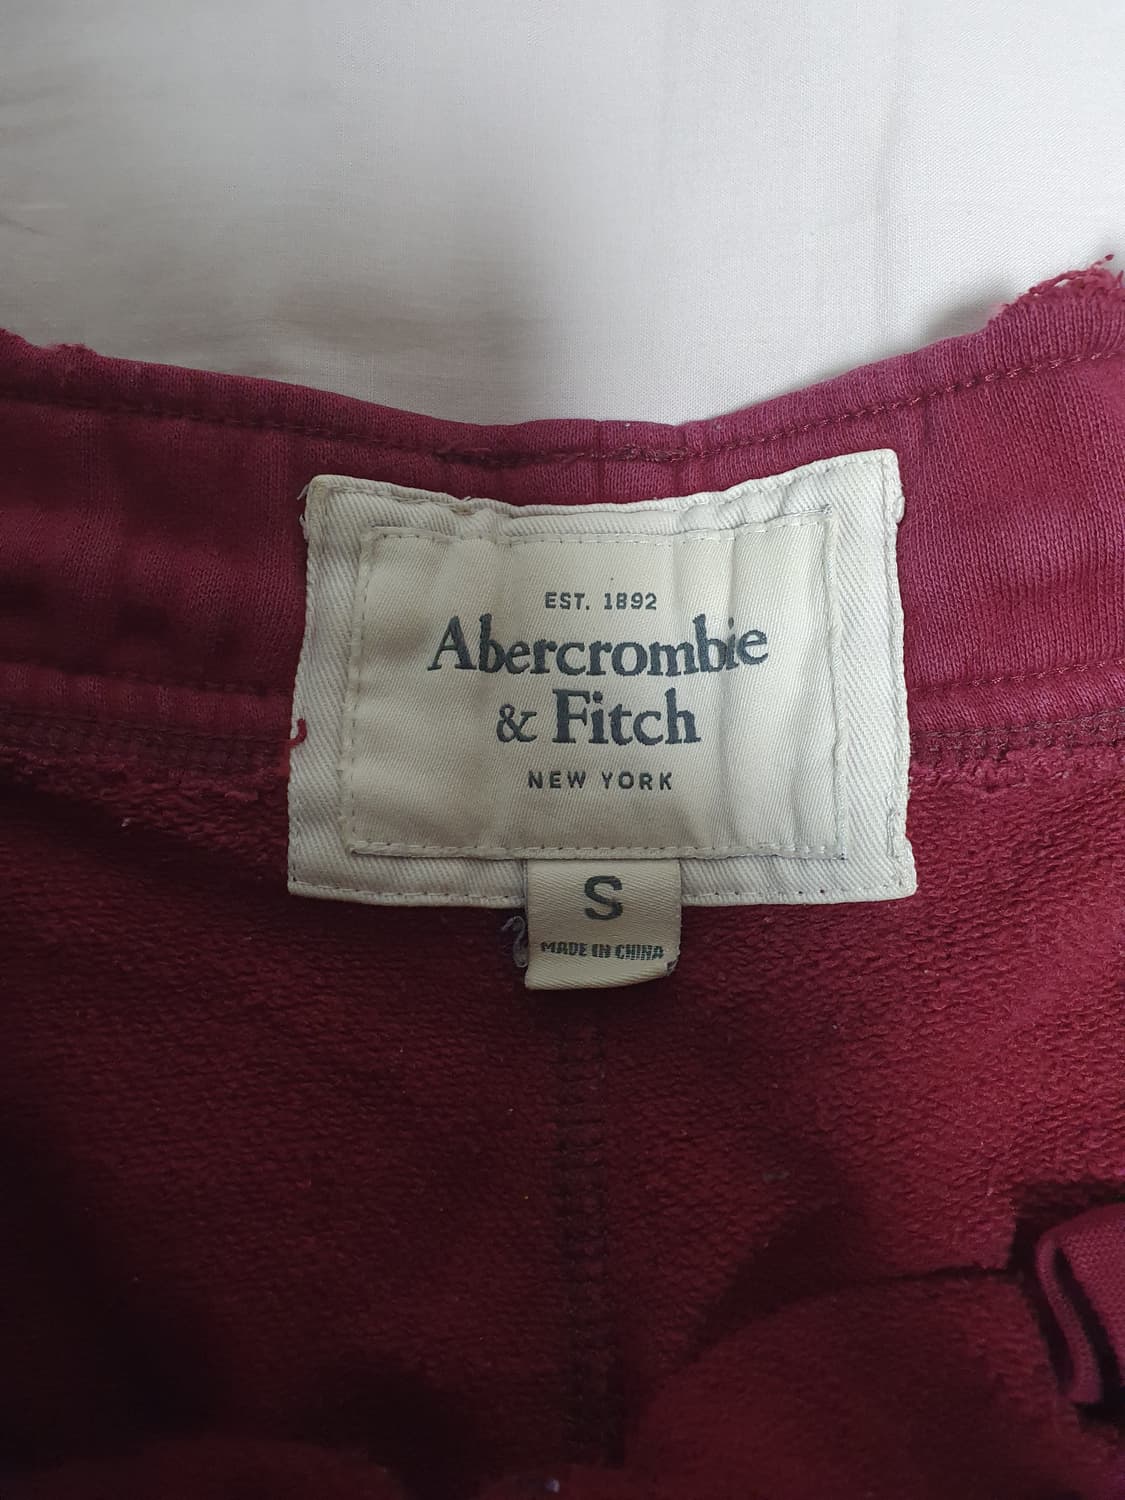 EST. 1892
Abercrombie
& Fitch
NEW YORK
S
MADE IN CHINA